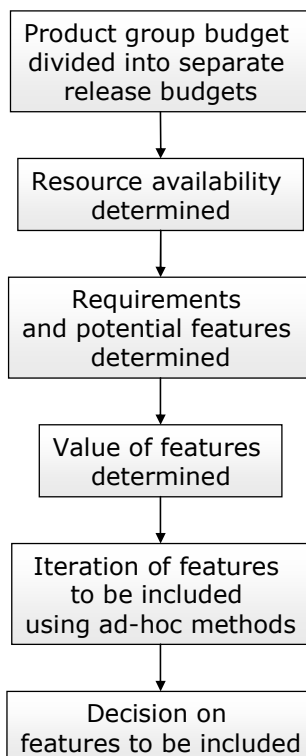 Product group budget
divided into separate
release budgets
Resource availability
determined
Requirements
and potential features
determined
Value of features
determined
Iteration of features
to be included
using ad-hoc methods
Decision on
features to be included